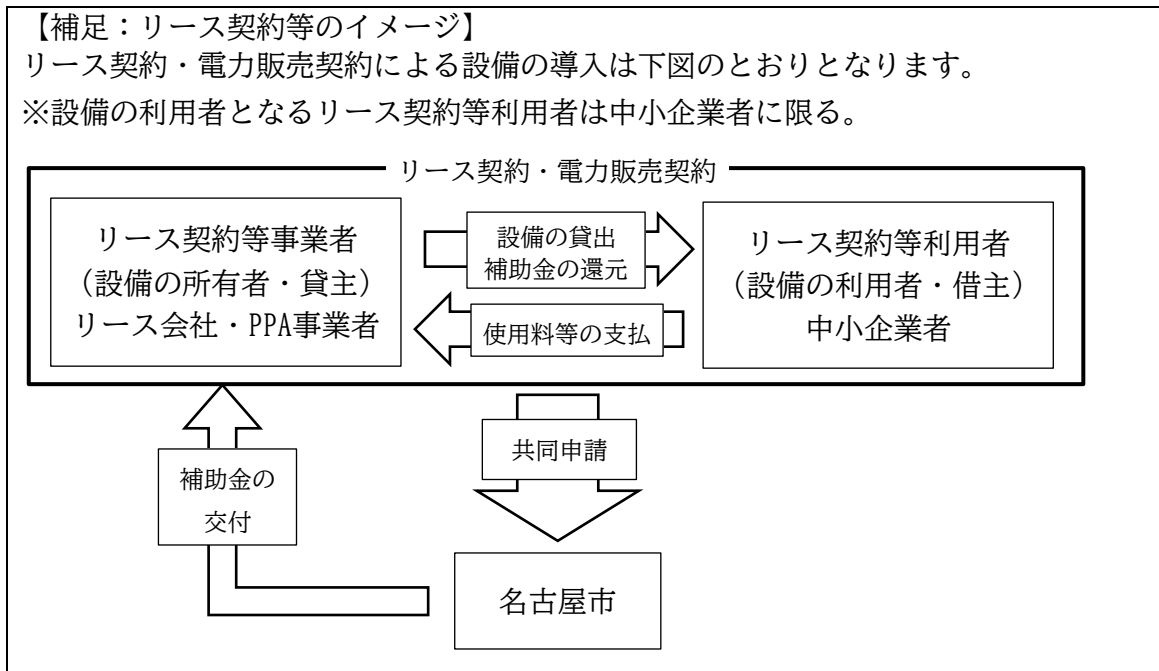 【補足：リース契約等のイメージ】
リース契約・電力販売契約による設備の導入は下図のとおりとなります。
※設備の利用者となるリース契約等利用者は中小企業者に限る。
リース契約・電力販売契約
リース契約等事業者
（設備の所有者・貸主）
リース会社・PPA事業者
設備の貸出
補助金の還元
使用料等の支払
リース契約等利用者
（設備の利用者・借主）
中小企業者
補助金の
交付
共同申請
名古屋市